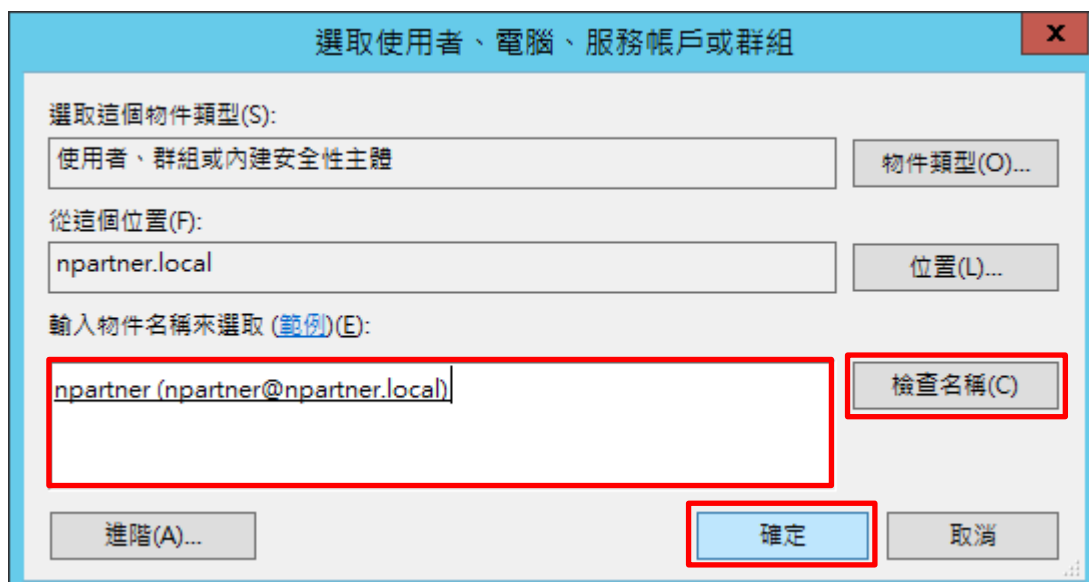 選取使用者、電腦、服務帳戶或群組
x
選取這個物件類型(S):
使用者、群組或內建安全性主體
物件類型(O)...
從這個位置(F):
npartner.local
位置(L)...
輸入物件名稱來選取 (範例)(E):
npartner (npartner@npartner.local)
檢查名稱(C)
進階(A)...
確定
取消